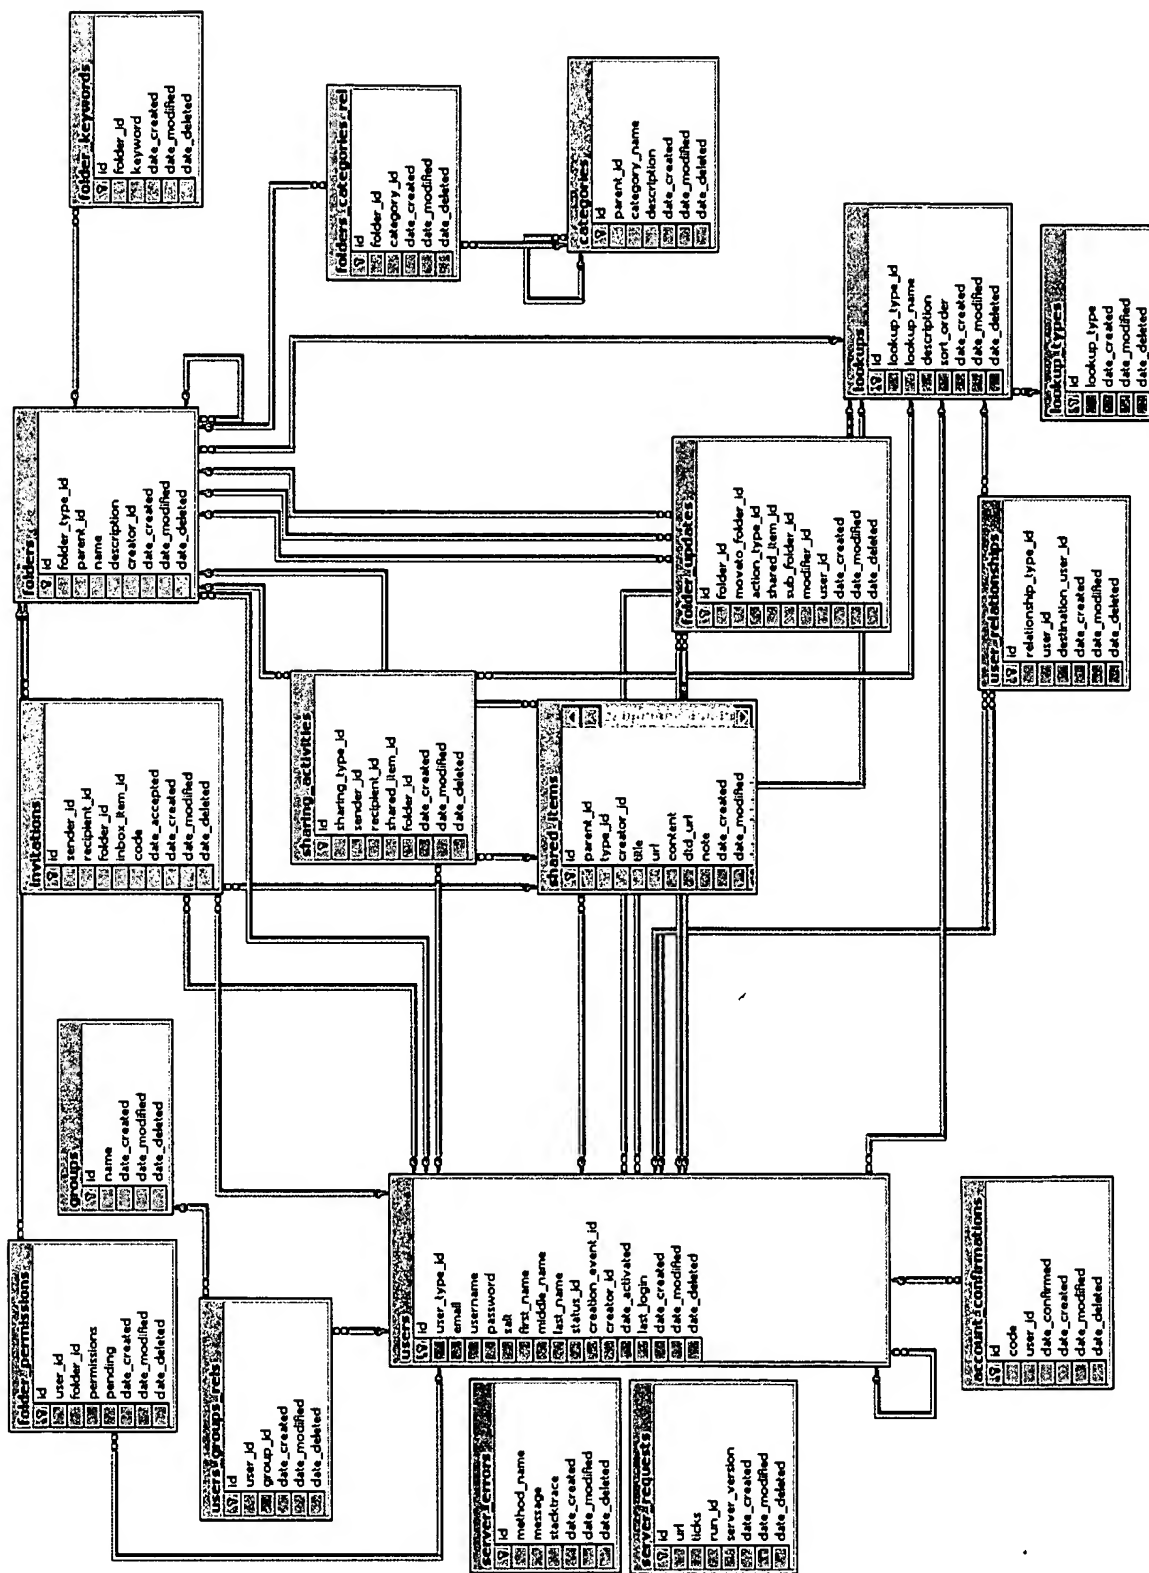 folder_permissions
id
user_id
folder_id
permissions
pending
date_created
date_modified
date_deleted
groups
id
name
date_created
date_modified
date_deleted
users_groups_rels
id
user_id
group_id
date_created
date_modified
date_deleted
server_errors
id
method_name
message
stacktrace
date_created
date_modified
date_deleted
server_requests
id
url
ticks
run_id
server_version
date_created
date_modified
date_deleted
users
id
user_type_id
email
username
password
salt
first_name
middle_name
last_name
status_id
creation_event_id
creator_id
date_activated
last_login
date_created
date_modified
date_deleted
account_confirmations
id
code
user_id
date_confirmed
date_created
date_modified
date_deleted
invitations
id
sender_id
recipient_id
folder_id
inbox_item_id
code
date_accepted
date_created
date_modified
date_deleted
sharing_activities
id
sharing_type_id
sender_id
recipient_id
shared_item_id
folder_id
date_created
date_modified
date_deleted
shared_items
id
parent_id
type_id
creator_id
title
url
content
dtd_url
note
date_created
date_modified
folders
id
folder_type_id
parent_id
name
description
creator_id
date_created
date_modified
date_deleted
folder_updates
id
folder_id
moveto_folder_id
action_type_id
shared_item_id
sub_folder_id
modifier_id
user_id
date_created
date_modified
date_deleted
user_relationships
id
relationship_type_id
user_id
destination_user_id
date_created
date_modified
date_deleted
folder_keywords
id
folder_id
keyword
date_created
date_modified
date_deleted
folders_categories_rel
id
folder_id
category_id
date_created
date_modified
date_deleted
categories
id
parent_id
category_name
description
date_created
date_modified
date_deleted
lookups
id
lookup_type_id
lookup_name
description
sort_order
date_created
date_modified
date_deleted
lookup_types
id
lookup_type
date_created
date_modified
date_deleted